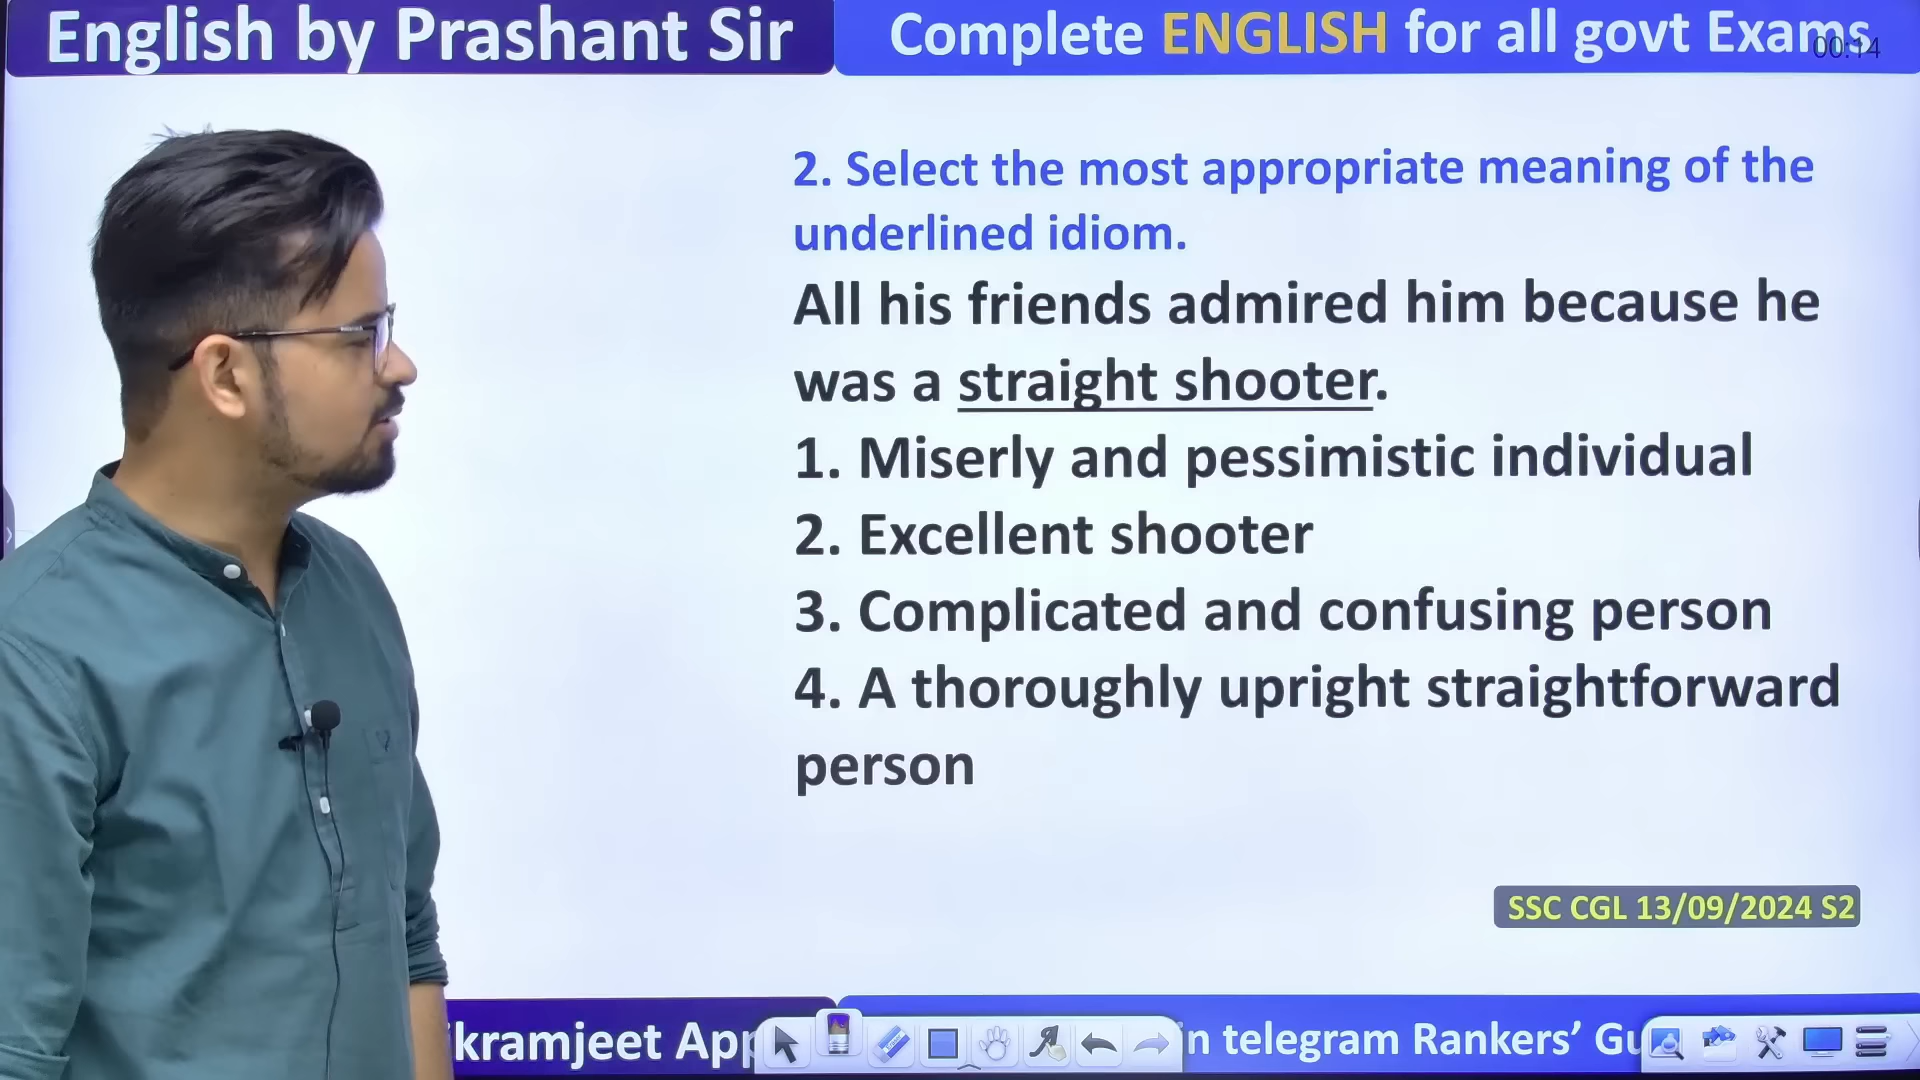 English by Prashant Sir
Complete ENGLISH for all govt Exams
00:14
2. Select the most appropriate meaning of the
underlined idiom.
All his friends admired him because he
was a straight shooter.
1. Miserly and pessimistic individual
2. Excellent shooter
3. Complicated and confusing person
4. A thoroughly upright straightforward
person
SSC CGL 13/09/2024 S2
ikramjeet App
in telegram Rankers’ Gu